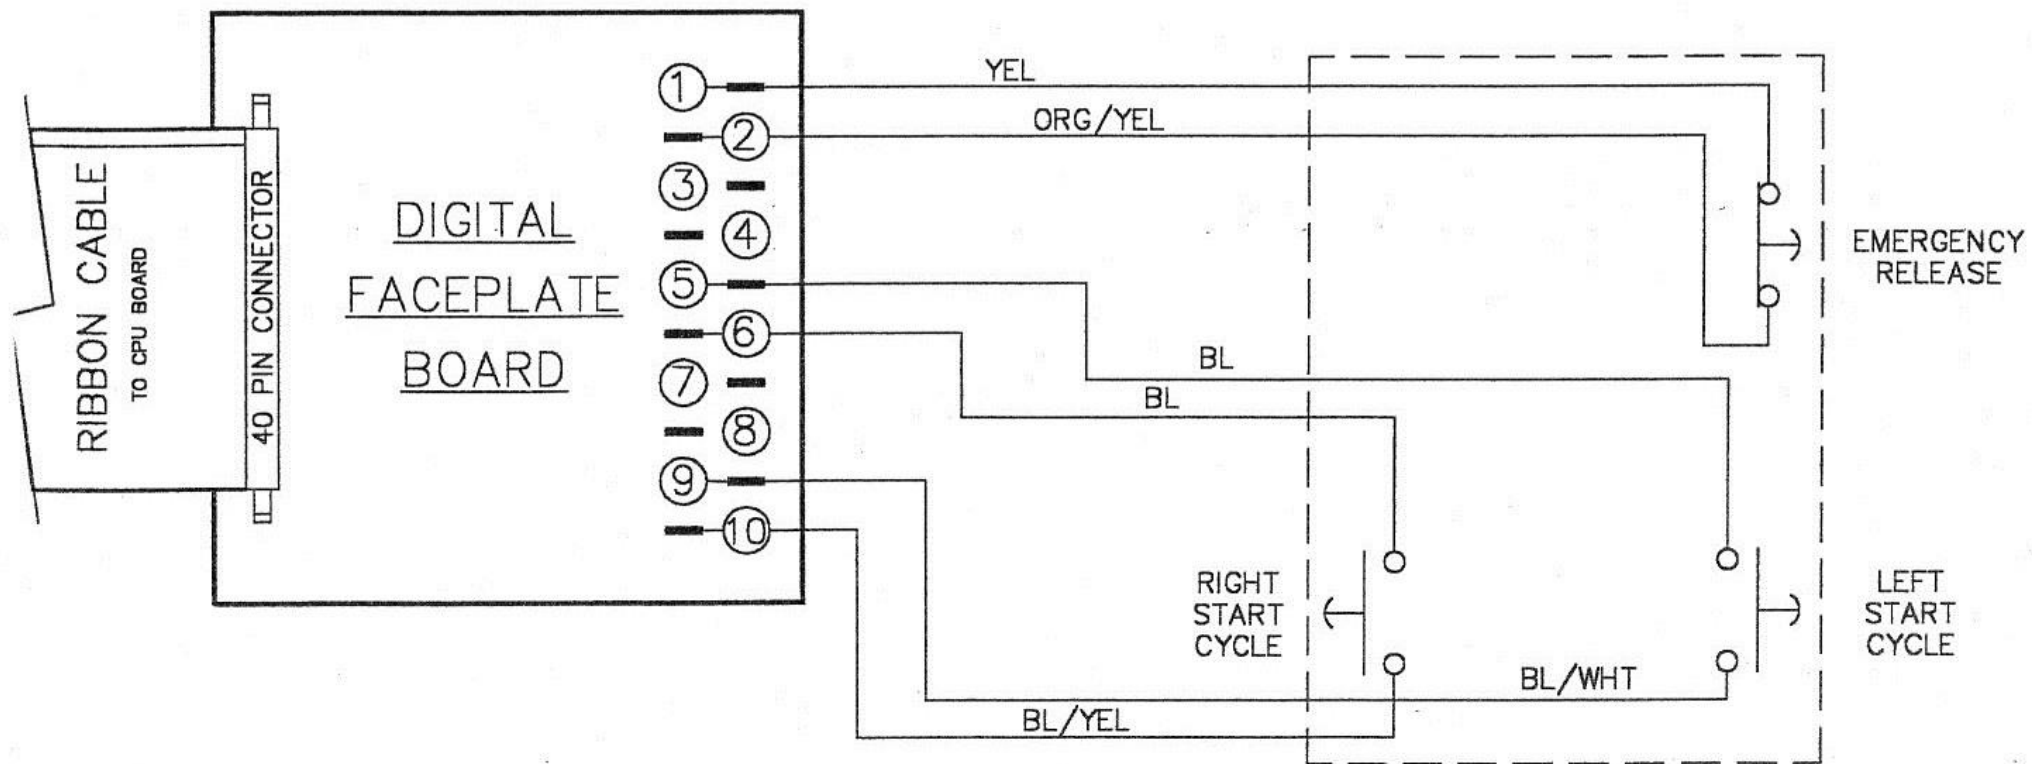 RIBBON CABLE
TO CPU BOARD
40 PIN CONNECTOR
DIGITAL
FACEPLATE
BOARD
1
2
3
4
5
6
7
8
9
10
YEL
ORG/YEL
BL
BL
BL/WHT
BL/YEL
EMERGENCY
RELEASE
RIGHT
START
CYCLE
LEFT
START
CYCLE